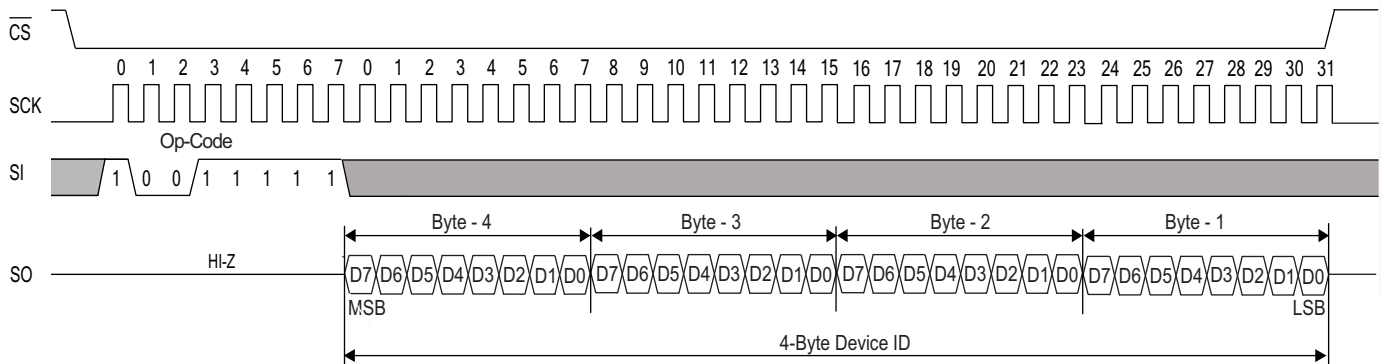 CS
0 1 2 3 4 5 6 7 0 1 2 3 4 5 6 7 8 9 10 11 12 13 14 15 16 17 18 19 20 21 22 23 24 25 26 27 28 29 30 31
SCK
Op-Code
SI 1 0 0 1 1 1 1 1
Byte - 4 Byte - 3 Byte - 2 Byte - 1
SO HI-Z D7 D6 D5 D4 D3 D2 D1 D0 D7 D6 D5 D4 D3 D2 D1 D0 D7 D6 D5 D4 D3 D2 D1 D0 D7 D6 D5 D4 D3 D2 D1 D0
MSB LSB
4-Byte Device ID